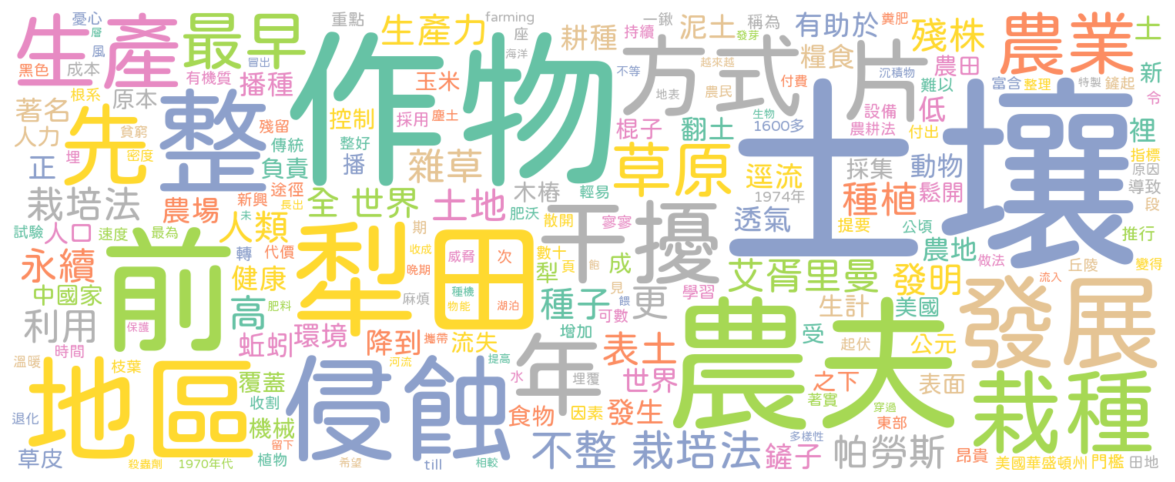 憂心 層 生產 最早 重點 生產力 farming 座 一鍬 持續 泥土 糞肥 發芽 有助於 殘株 農業 土
黑色 風 成本 冒出 有機質 播種 作物 海洋 耕種 方式 越來越 糧食 沉積物 片 農田 富含 整理 特製 鏟起 新
著名 原本 玉米 不等 地表 農民 付費 設備 難以 令
人力 根系 先 貧窮 整 殘留 控制 採用 塵土 棍子 翻土 生物 1600多 農耕法 低 土壤 裡
正 埋 密度 傳統 整好 負責 播 雜草 草原 逕流 採集 動物 付出 指標 原因
栽培法 農場 新興 途徑 全 世界 木樁 輕易 1974年 種植 鬆開 導致 段
試驗 人口 速度 最為 長出 未 人類 土地 肥沃 散開 寥寥 干擾 透氣 提要 公頃 推行
永續 前 轉 代價 犁田 期 收成 威脅 次 數十 頁 飽 犁 成 艾胥里曼 發明 農地 做法 丘陵 變得
中國家 健康 晚期 麻煩 種機 物能 湖泊 種子 見 餵 可數 更 學習 生計 美國 發展 流入
利用 保護 高 肥料 環境 攜帶 增加 受 起伏 公元
溫暖 時間 枝葉 蚯蚓 降到 流失 河流 提高 年 表土 農夫
地區 覆蓋 侵蝕 水 埋覆 世界 之下 表面 栽種
退化 收割 機械 食物 因素 發生 著實 穿過 東部
草皮 殺蟲劑 1970年代 留下 植物 希望 till 相較 不整 栽培法 鏟子 多樣性 帕勞斯 昂貴 美國華盛頓州 門檻 田地